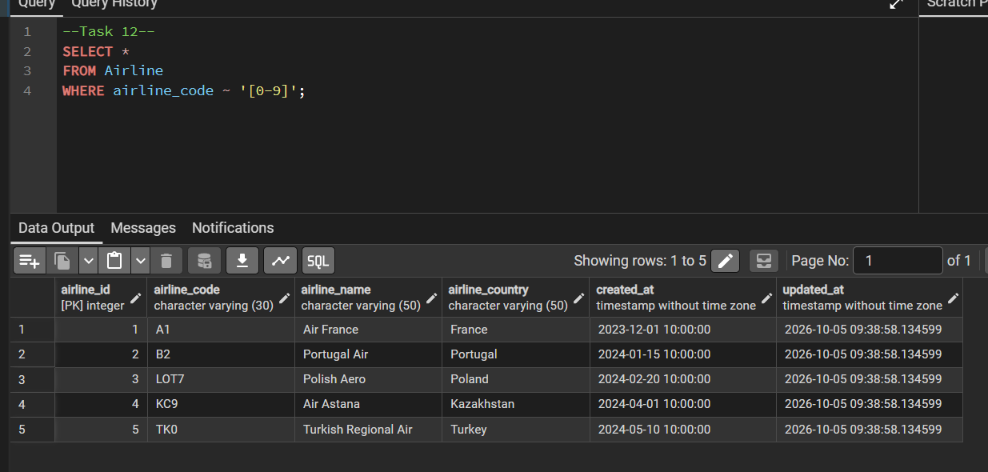 Query Query History
Scratch P
1 --Task 12--
2 SELECT *
3 FROM Airline
4 WHERE airline_code ~ '[0-9]';
Data Output Messages Notifications
SQL Showing rows: 1 to 5 Page No: 1 of 1
airline_id airline_code airline_name airline_country created_at updated_at
[PK] integer character varying (30) character varying (50) character varying (50) timestamp without time zone timestamp without time zone
1 1 A1 Air France France 2023-12-01 10:00:00 2026-10-05 09:38:58.134599
2 2 B2 Portugal Air Portugal 2024-01-15 10:00:00 2026-10-05 09:38:58.134599
3 3 LOT7 Polish Aero Poland 2024-02-20 10:00:00 2026-10-05 09:38:58.134599
4 4 KC9 Air Astana Kazakhstan 2024-04-01 10:00:00 2026-10-05 09:38:58.134599
5 5 TK0 Turkish Regional Air Turkey 2024-05-10 10:00:00 2026-10-05 09:38:58.134599